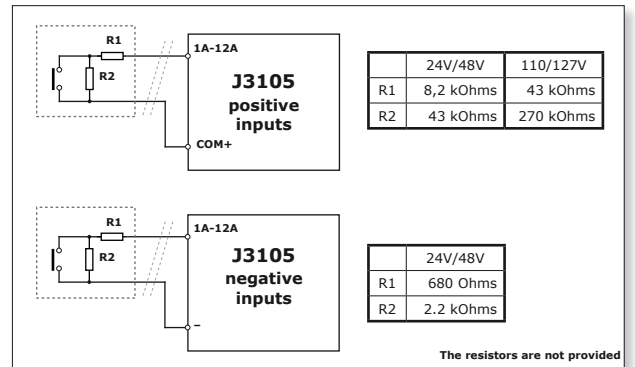 R1
R2
1A-12A
J3105
positive
inputs
COM+
24V/48V 110/127V
R1 8,2 kOhms 43 kOhms
R2 43 kOhms 270 kOhms
R1
R2
1A-12A
J3105
negative
inputs
–
24V/48V
R1 680 Ohms
R2 2.2 kOhms
The resistors are not provided